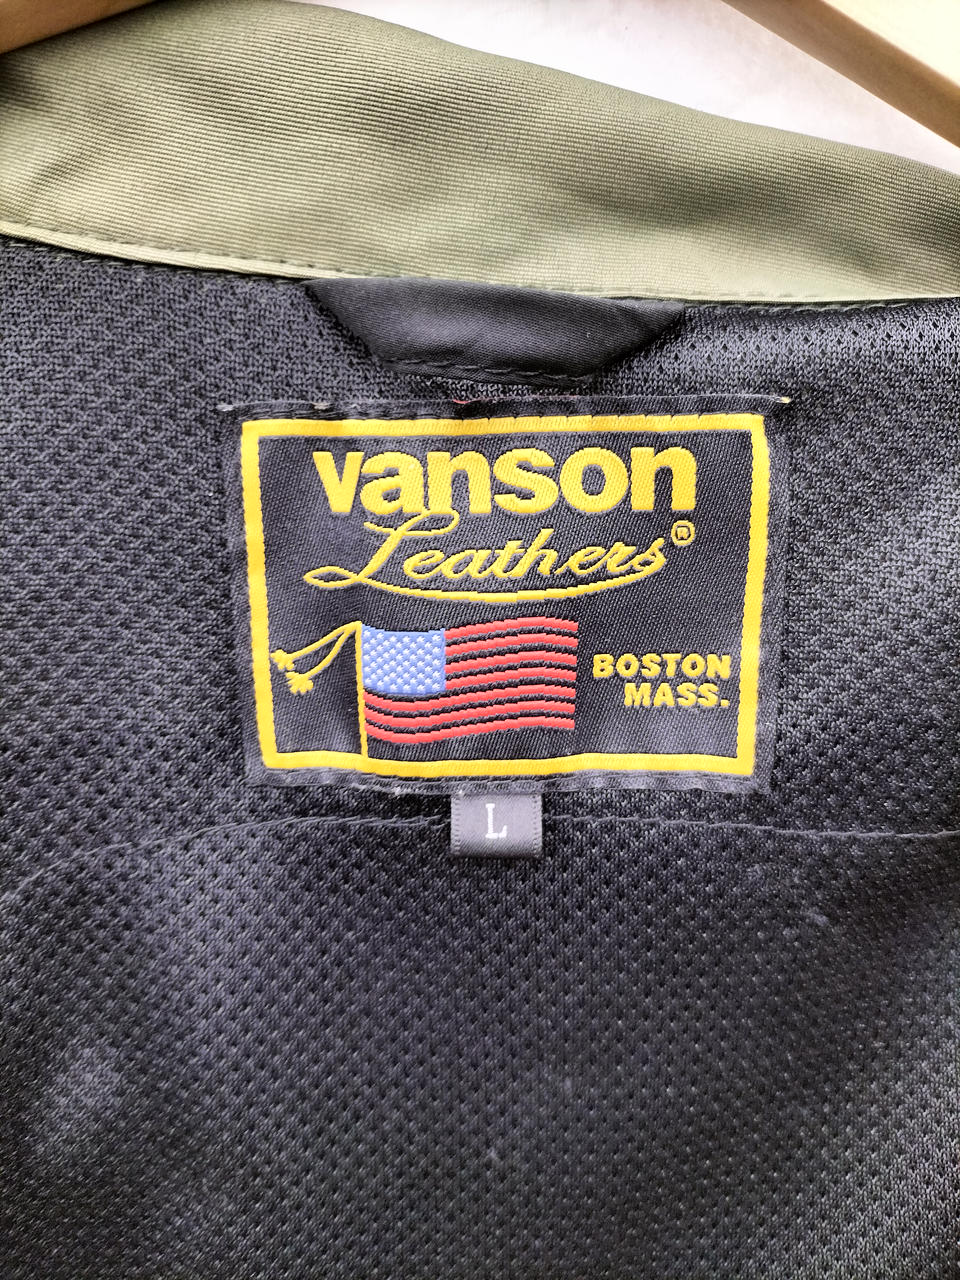 vanson
Leathers®
BOSTON
MASS.
L